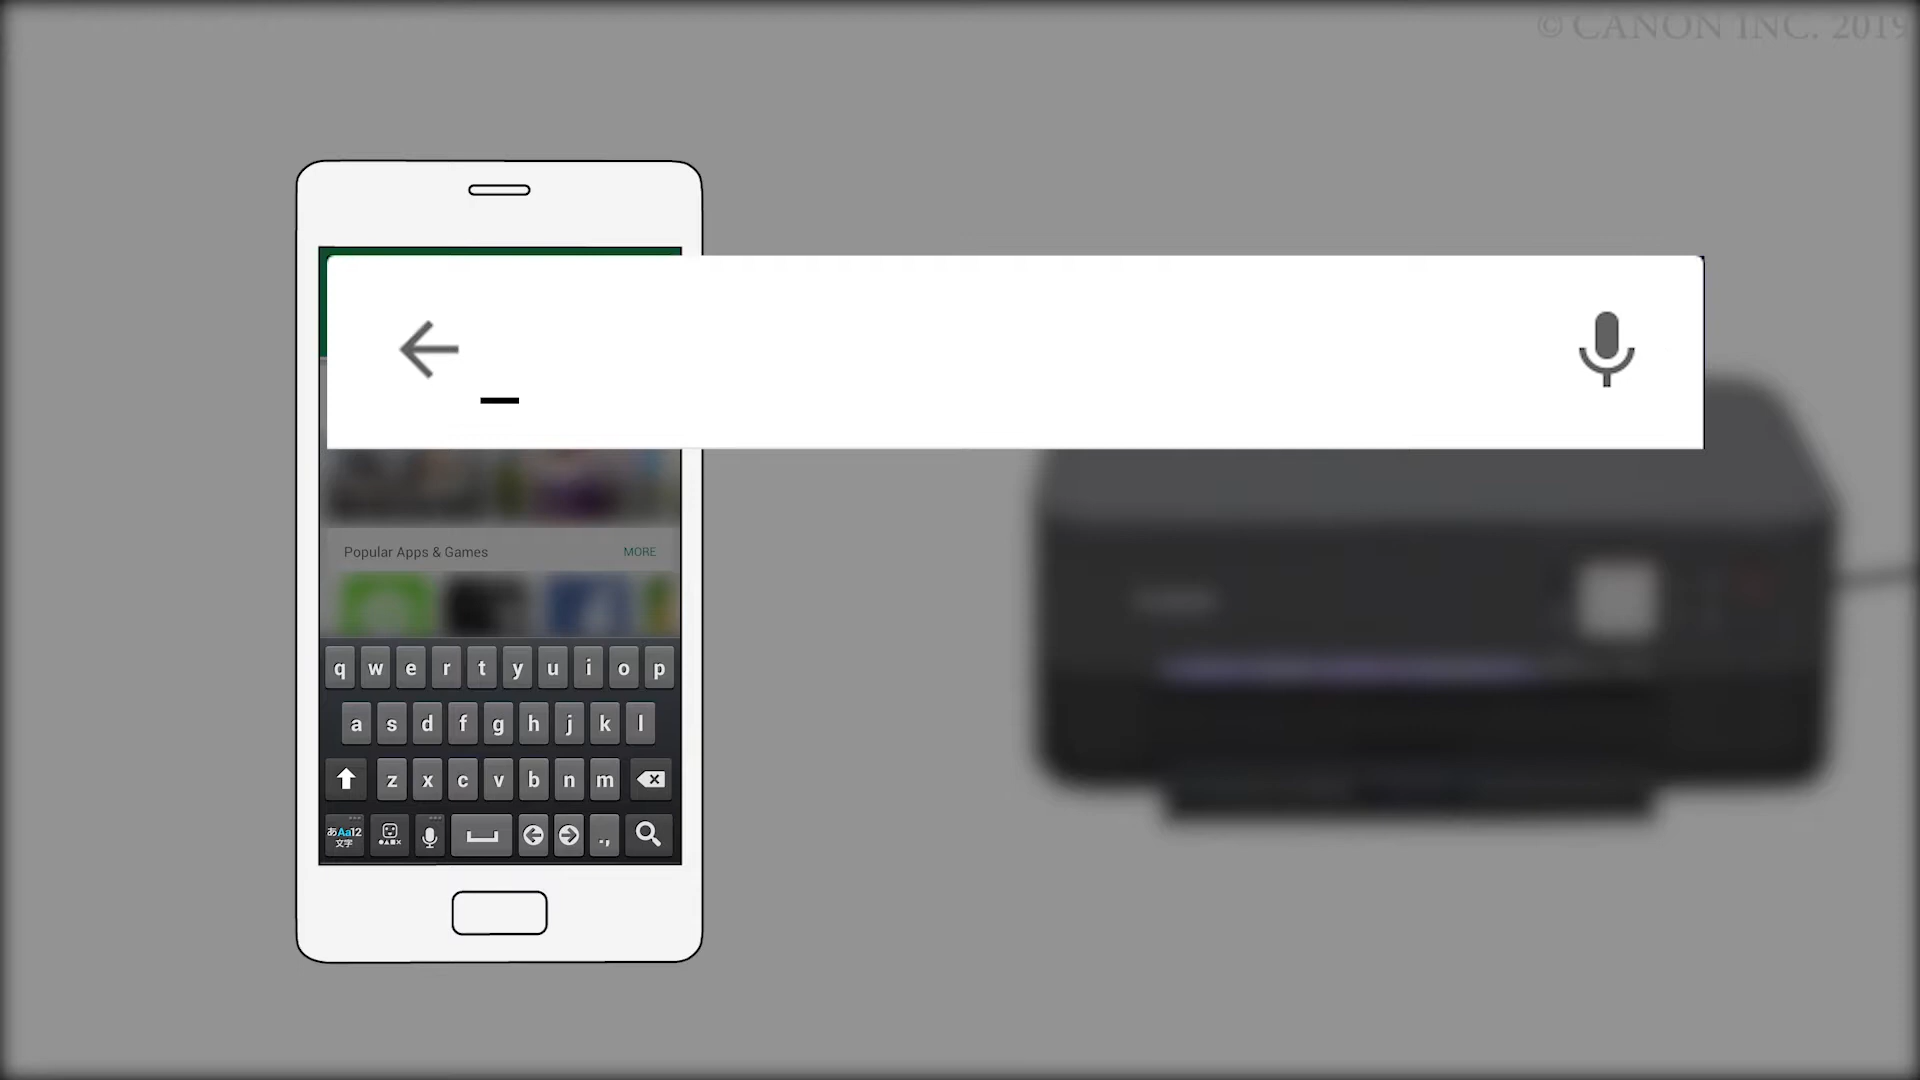 © CANON INC. 2019
Popular Apps & Games MORE
q w e r t y u i o p
a s d f g h j k l
z x c v b n m
あAa12
文字
.,